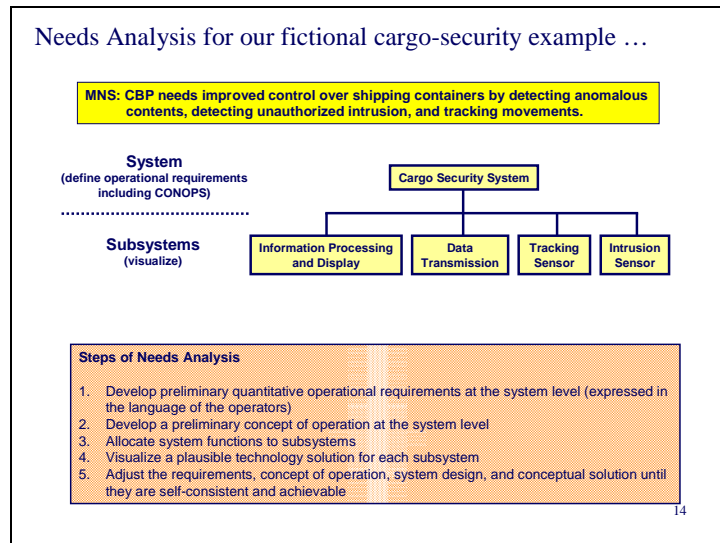 Needs Analysis for our fictional cargo-security example …
MNS: CBP needs improved control over shipping containers by detecting anomalous
contents, detecting unauthorized intrusion, and tracking movements.
System
(define operational requirements
including CONOPS)
Cargo Security System
Subsystems
(visualize)
Information Processing
and Display
Data
Transmission
Tracking
Sensor
Intrusion
Sensor
Steps of Needs Analysis
1. Develop preliminary quantitative operational requirements at the system level (expressed in
the language of the operators)
2. Develop a preliminary concept of operation at the system level
3. Allocate system functions to subsystems
4. Visualize a plausible technology solution for each subsystem
5. Adjust the requirements, concept of operation, system design, and conceptual solution until
they are self-consistent and achievable
14